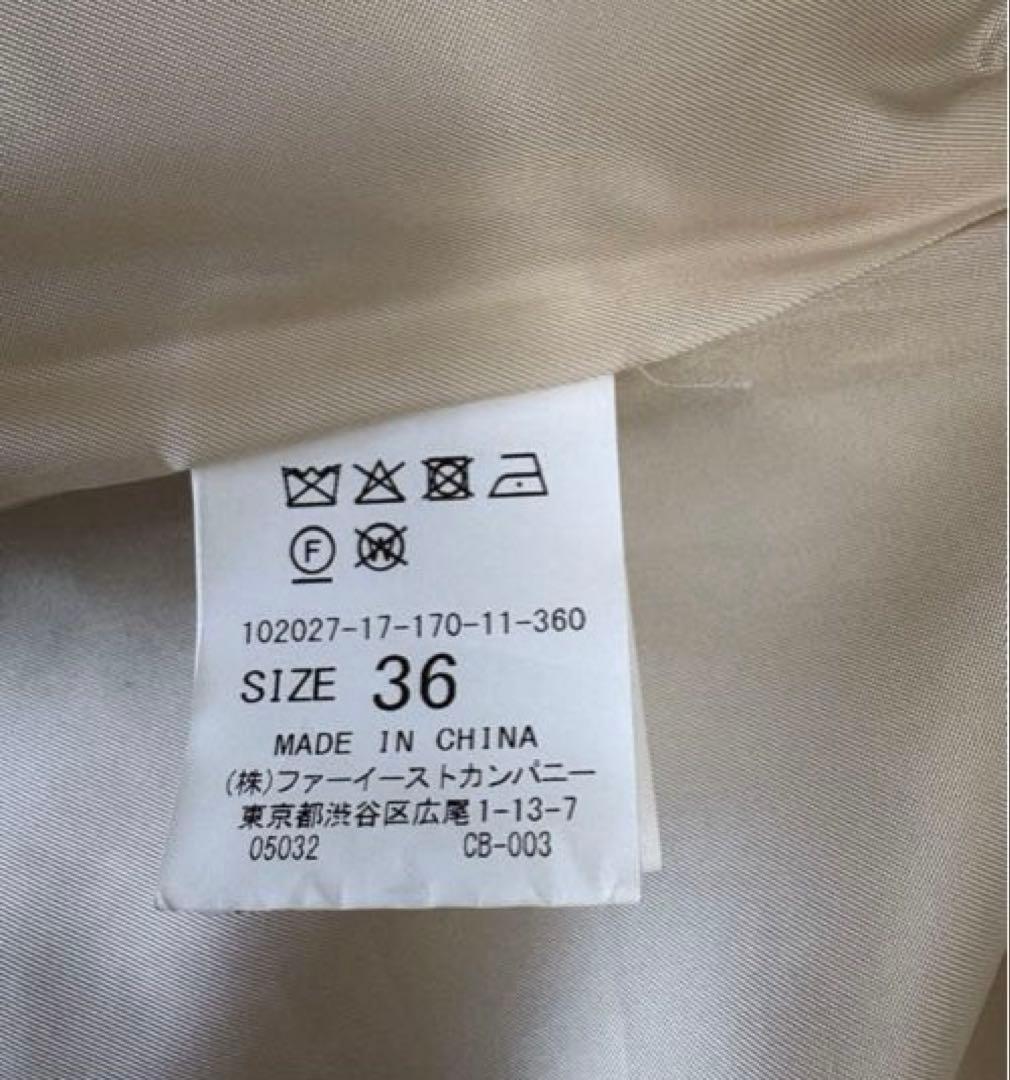 F W
102027-17-170-11-360
SIZE 36
MADE IN CHINA
(株)ファーイーストカンパニー
東京都渋谷区広尾1-13-7
05032 CB-003